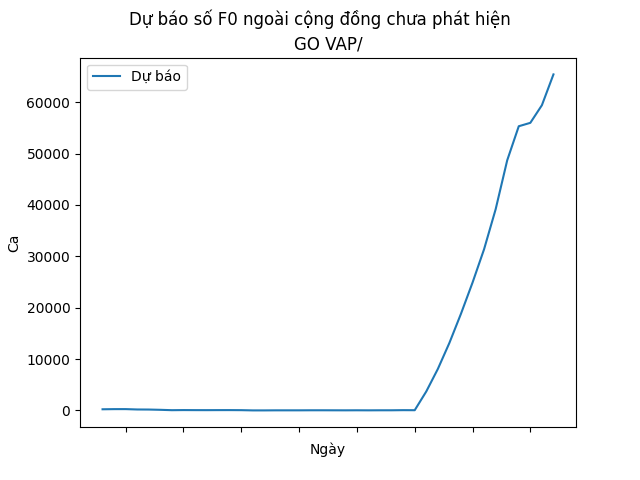 Dự báo số F0 ngoài cộng đồng chưa phát hiện
GO VAP/
Dự báo
60000
50000
40000
30000
20000
10000
0
Ca
Ngày